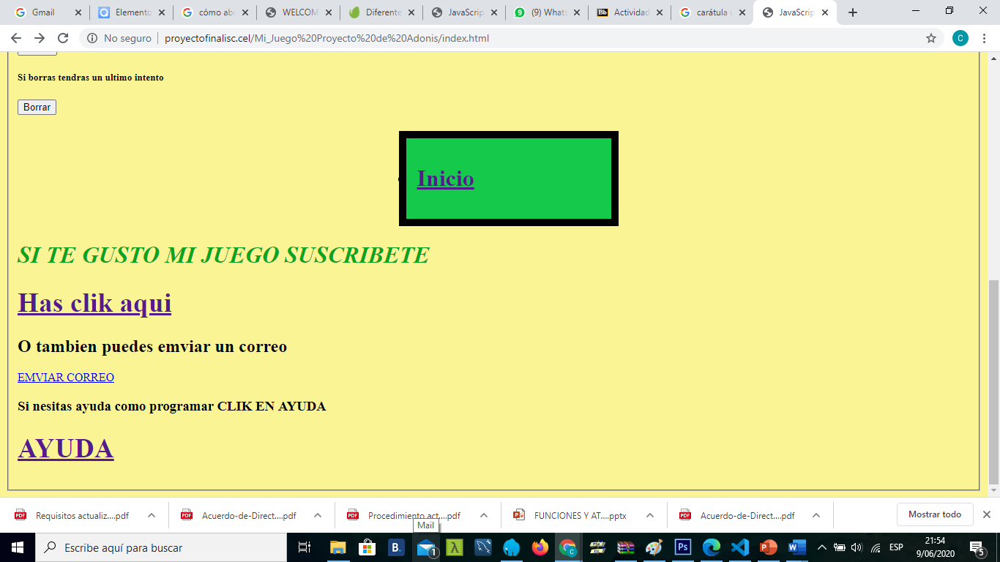 Gmail
Elemento
cómo abr
WELCOM
Diferente
JavaScrip
(9) Whats
Actividad
carátula u
JavaScrip
No seguro | proyectofinalisc.cel/Mi_Juego%20Proyecto%20de%20Adonis/index.html
Si borras tendras un ultimo intento
Borrar
Inicio
SI TE GUSTO MI JUEGO SUSCRIBETE
Has clik aqui
O tambien puedes emviar un correo
EMVIAR CORREO
Si nesitas ayuda como programar CLIK EN AYUDA
AYUDA
Requisitos actualiz....pdf
Acuerdo-de-Direct....pdf
Procedimiento act....pdf
FUNCIONES Y AT....pptx
Acuerdo-de-Direct....pdf
Mostrar todo
Mail
Escribe aquí para buscar
ESP
21:54
9/06/2020